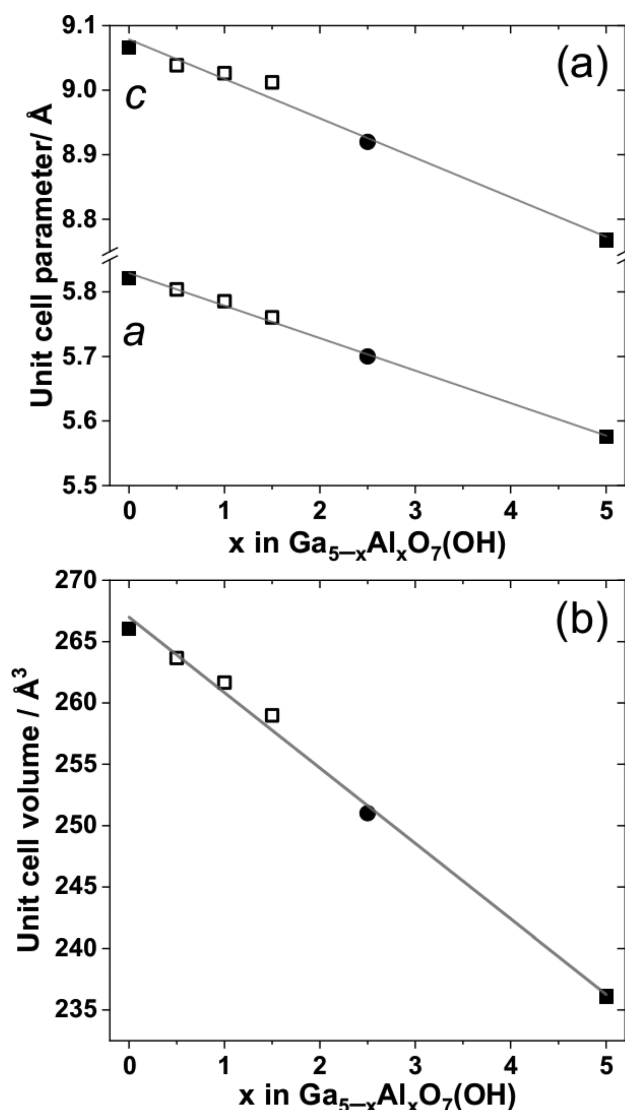 (a)
9.1
9.0
8.9
8.8
5.8
5.7
5.6
5.5
c
a
Unit cell parameter/ Å
0 1 2 3 4 5
x in Ga₅₋ₓAlₓO₇(OH)
(b)
270
265
260
255
250
245
240
235
Unit cell volume / Å³
0 1 2 3 4 5
x in Ga₅₋ₓAlₓO₇(OH)